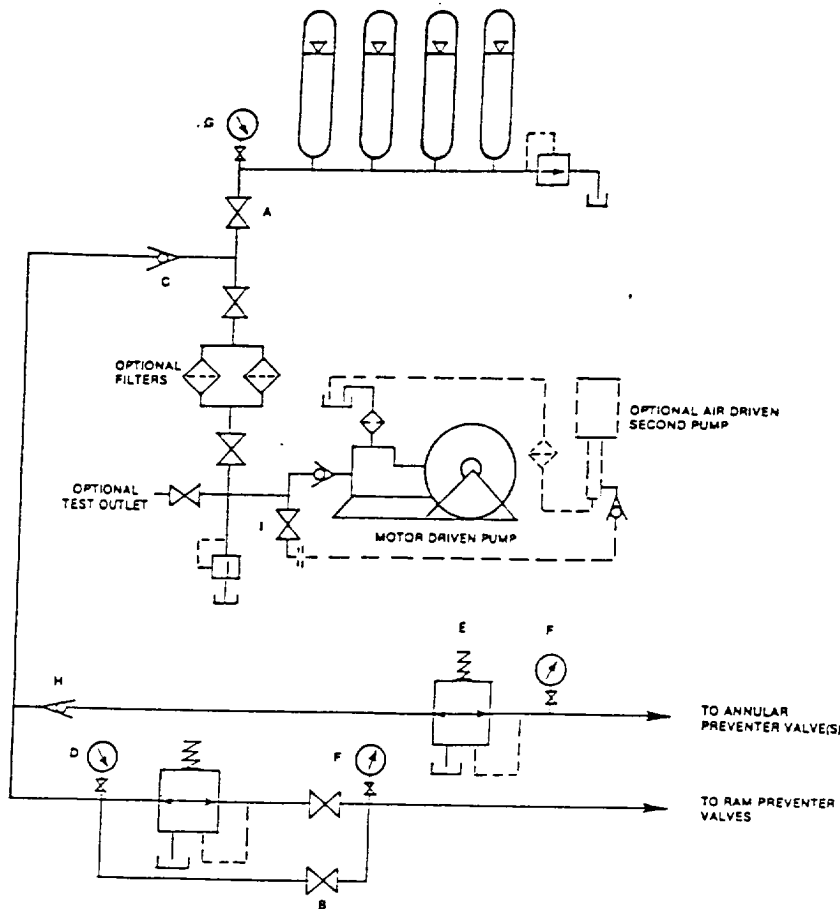 G
A
C
OPTIONAL
FILTERS
OPTIONAL AIR DRIVEN
SECOND PUMP
OPTIONAL
TEST OUTLET
I
MOTOR DRIVEN PUMP
E
F
H
TO ANNULAR
PREVENTER VALVE(S)
D
F
TO RAM PREVENTER
VALVES
B